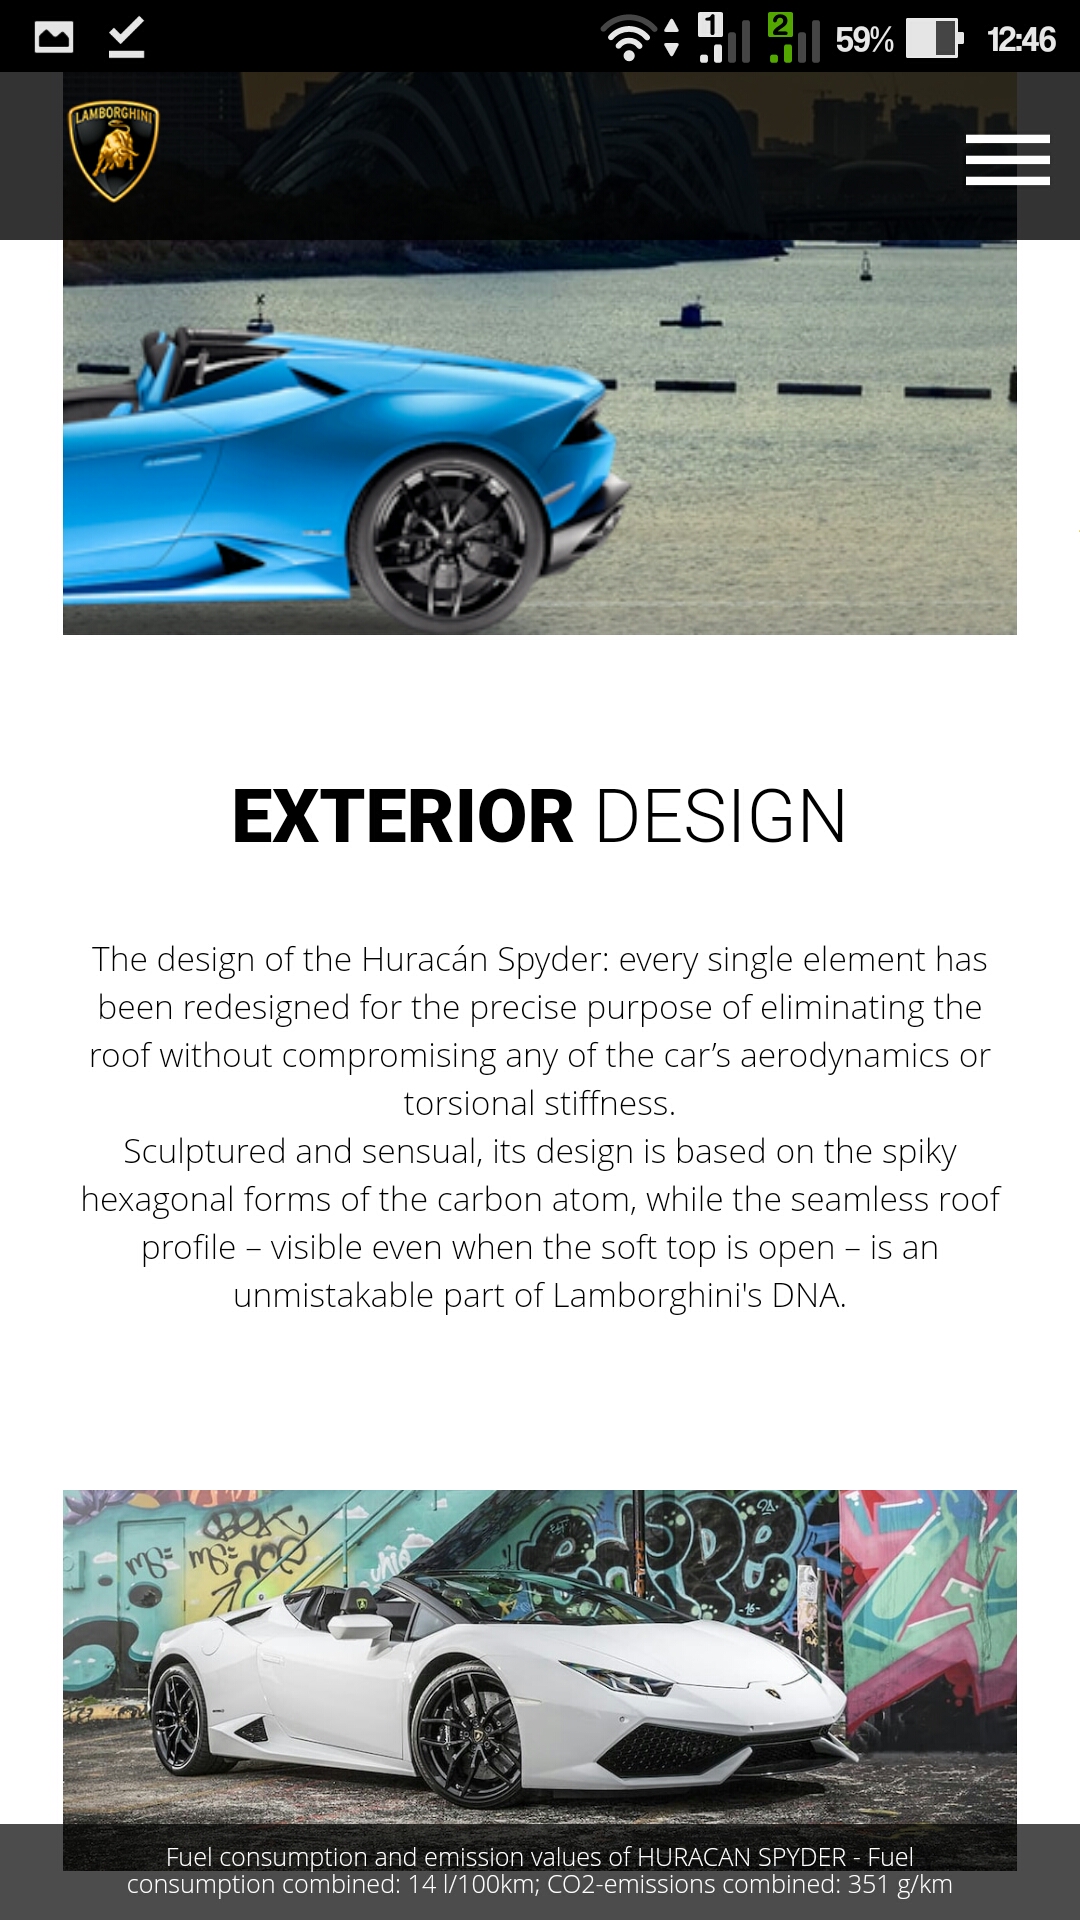 1
2
59%
12:46
LAMBORGHINI
EXTERIOR DESIGN
The design of the Huracán Spyder: every single element has
been redesigned for the precise purpose of eliminating the
roof without compromising any of the car’s aerodynamics or
torsional stiffness.
Sculptured and sensual, its design is based on the spiky
hexagonal forms of the carbon atom, while the seamless roof
profile – visible even when the soft top is open – is an
unmistakable part of Lamborghini's DNA.
Fuel consumption and emission values of HURACAN SPYDER - Fuel
consumption combined: 14 l/100km; CO2-emissions combined: 351 g/km